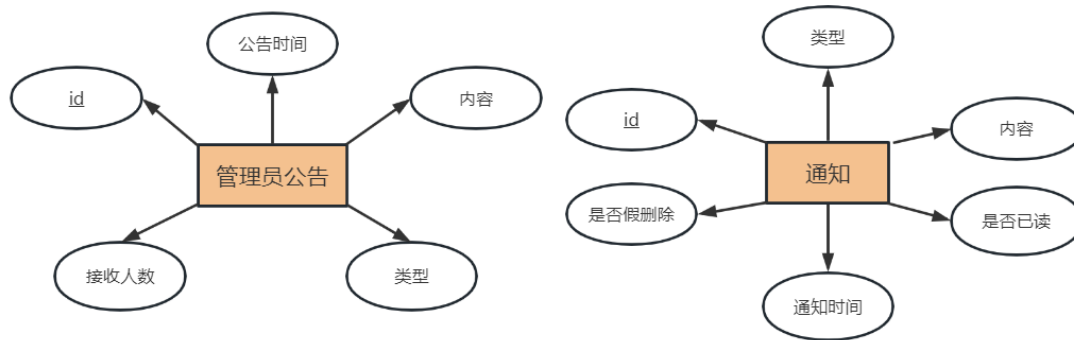 公告时间
id
内容
管理员公告
接收人数
类型
类型
id
内容
通知
是否假删除
是否已读
通知时间